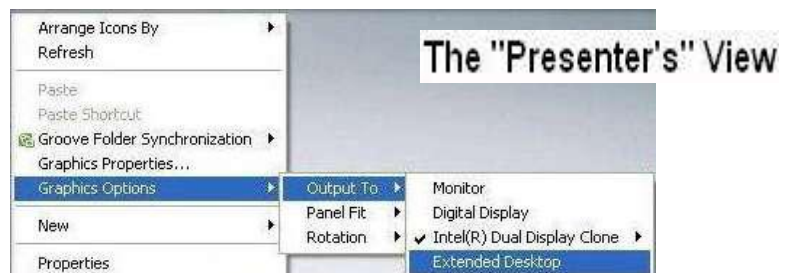 Arrange Icons By
Refresh
The "Presenter's" View
Paste
Paste Shortcut
Groove Folder Synchronization
Graphics Properties...
Graphics Options
Output To
Monitor
Panel Fit
Digital Display
New
Rotation
Intel(R) Dual Display Clone
Properties
Extended Desktop